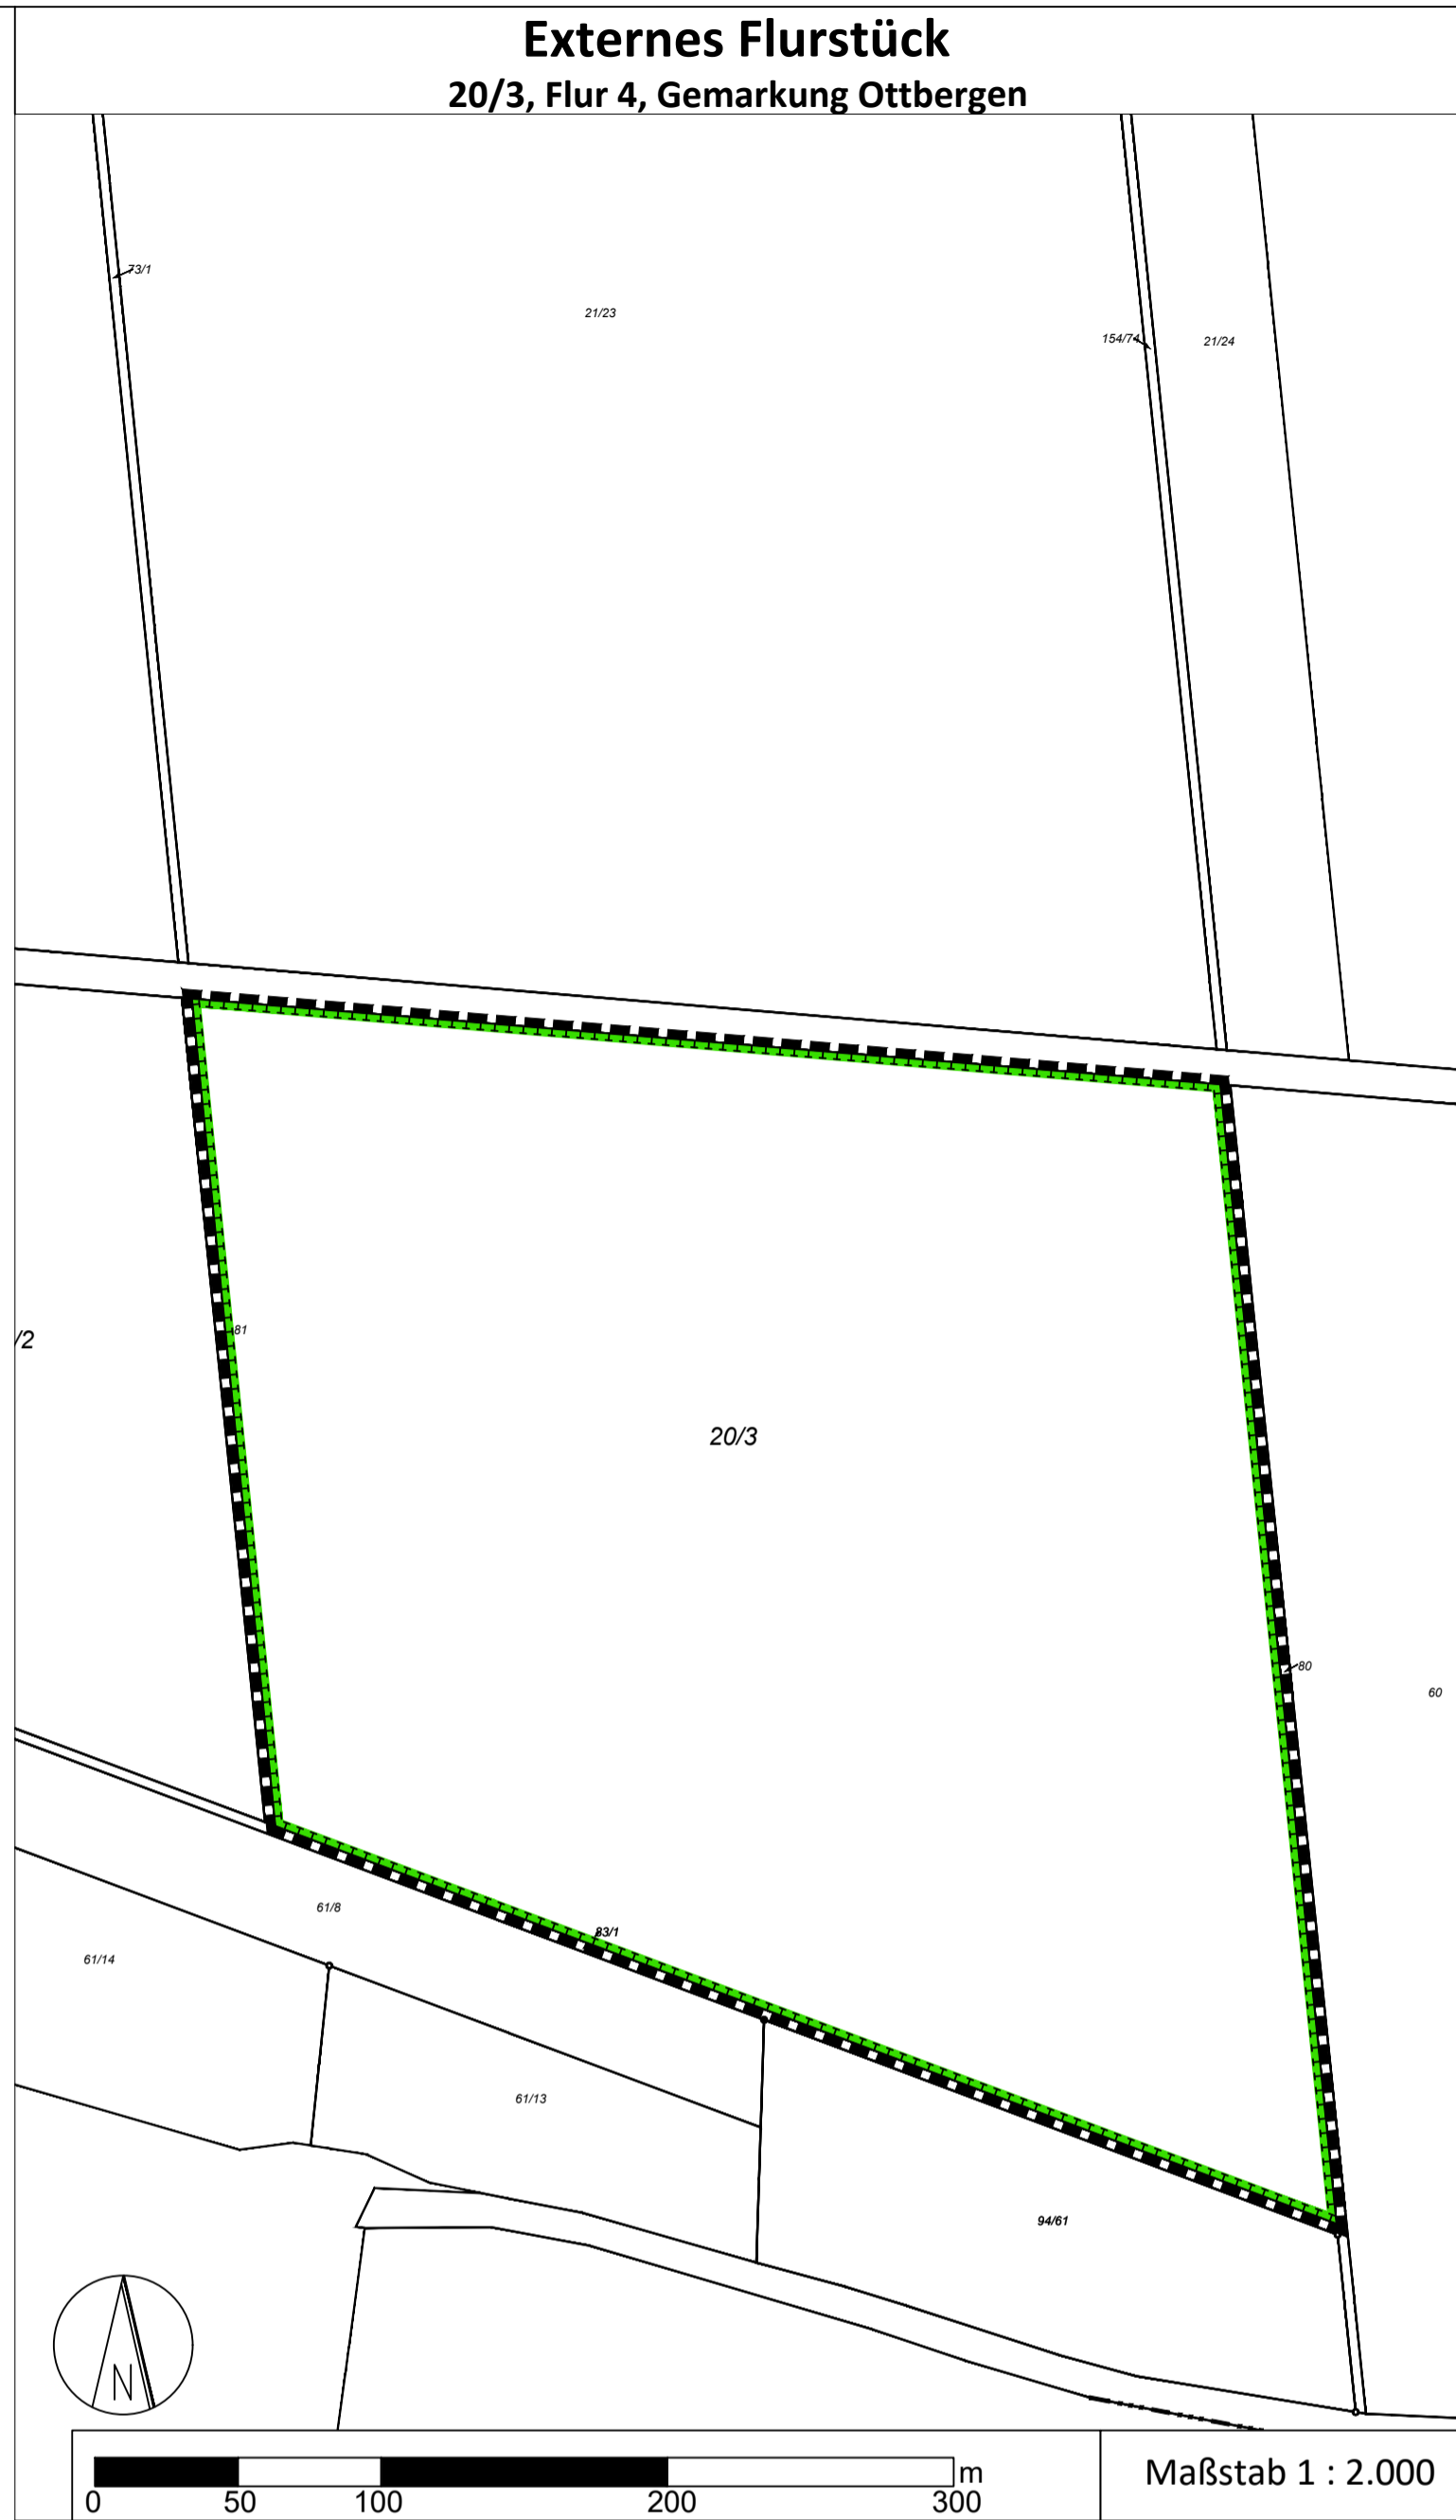 Externes Flurstück
20/3, Flur 4, Gemarkung Ottbergen
73/1
21/23
154/74
21/24
81
/2
20/3
80
60
61/8
83/1
61/14
61/13
94/61
N
m
0 50 100 200 300
Maßstab 1 : 2.000